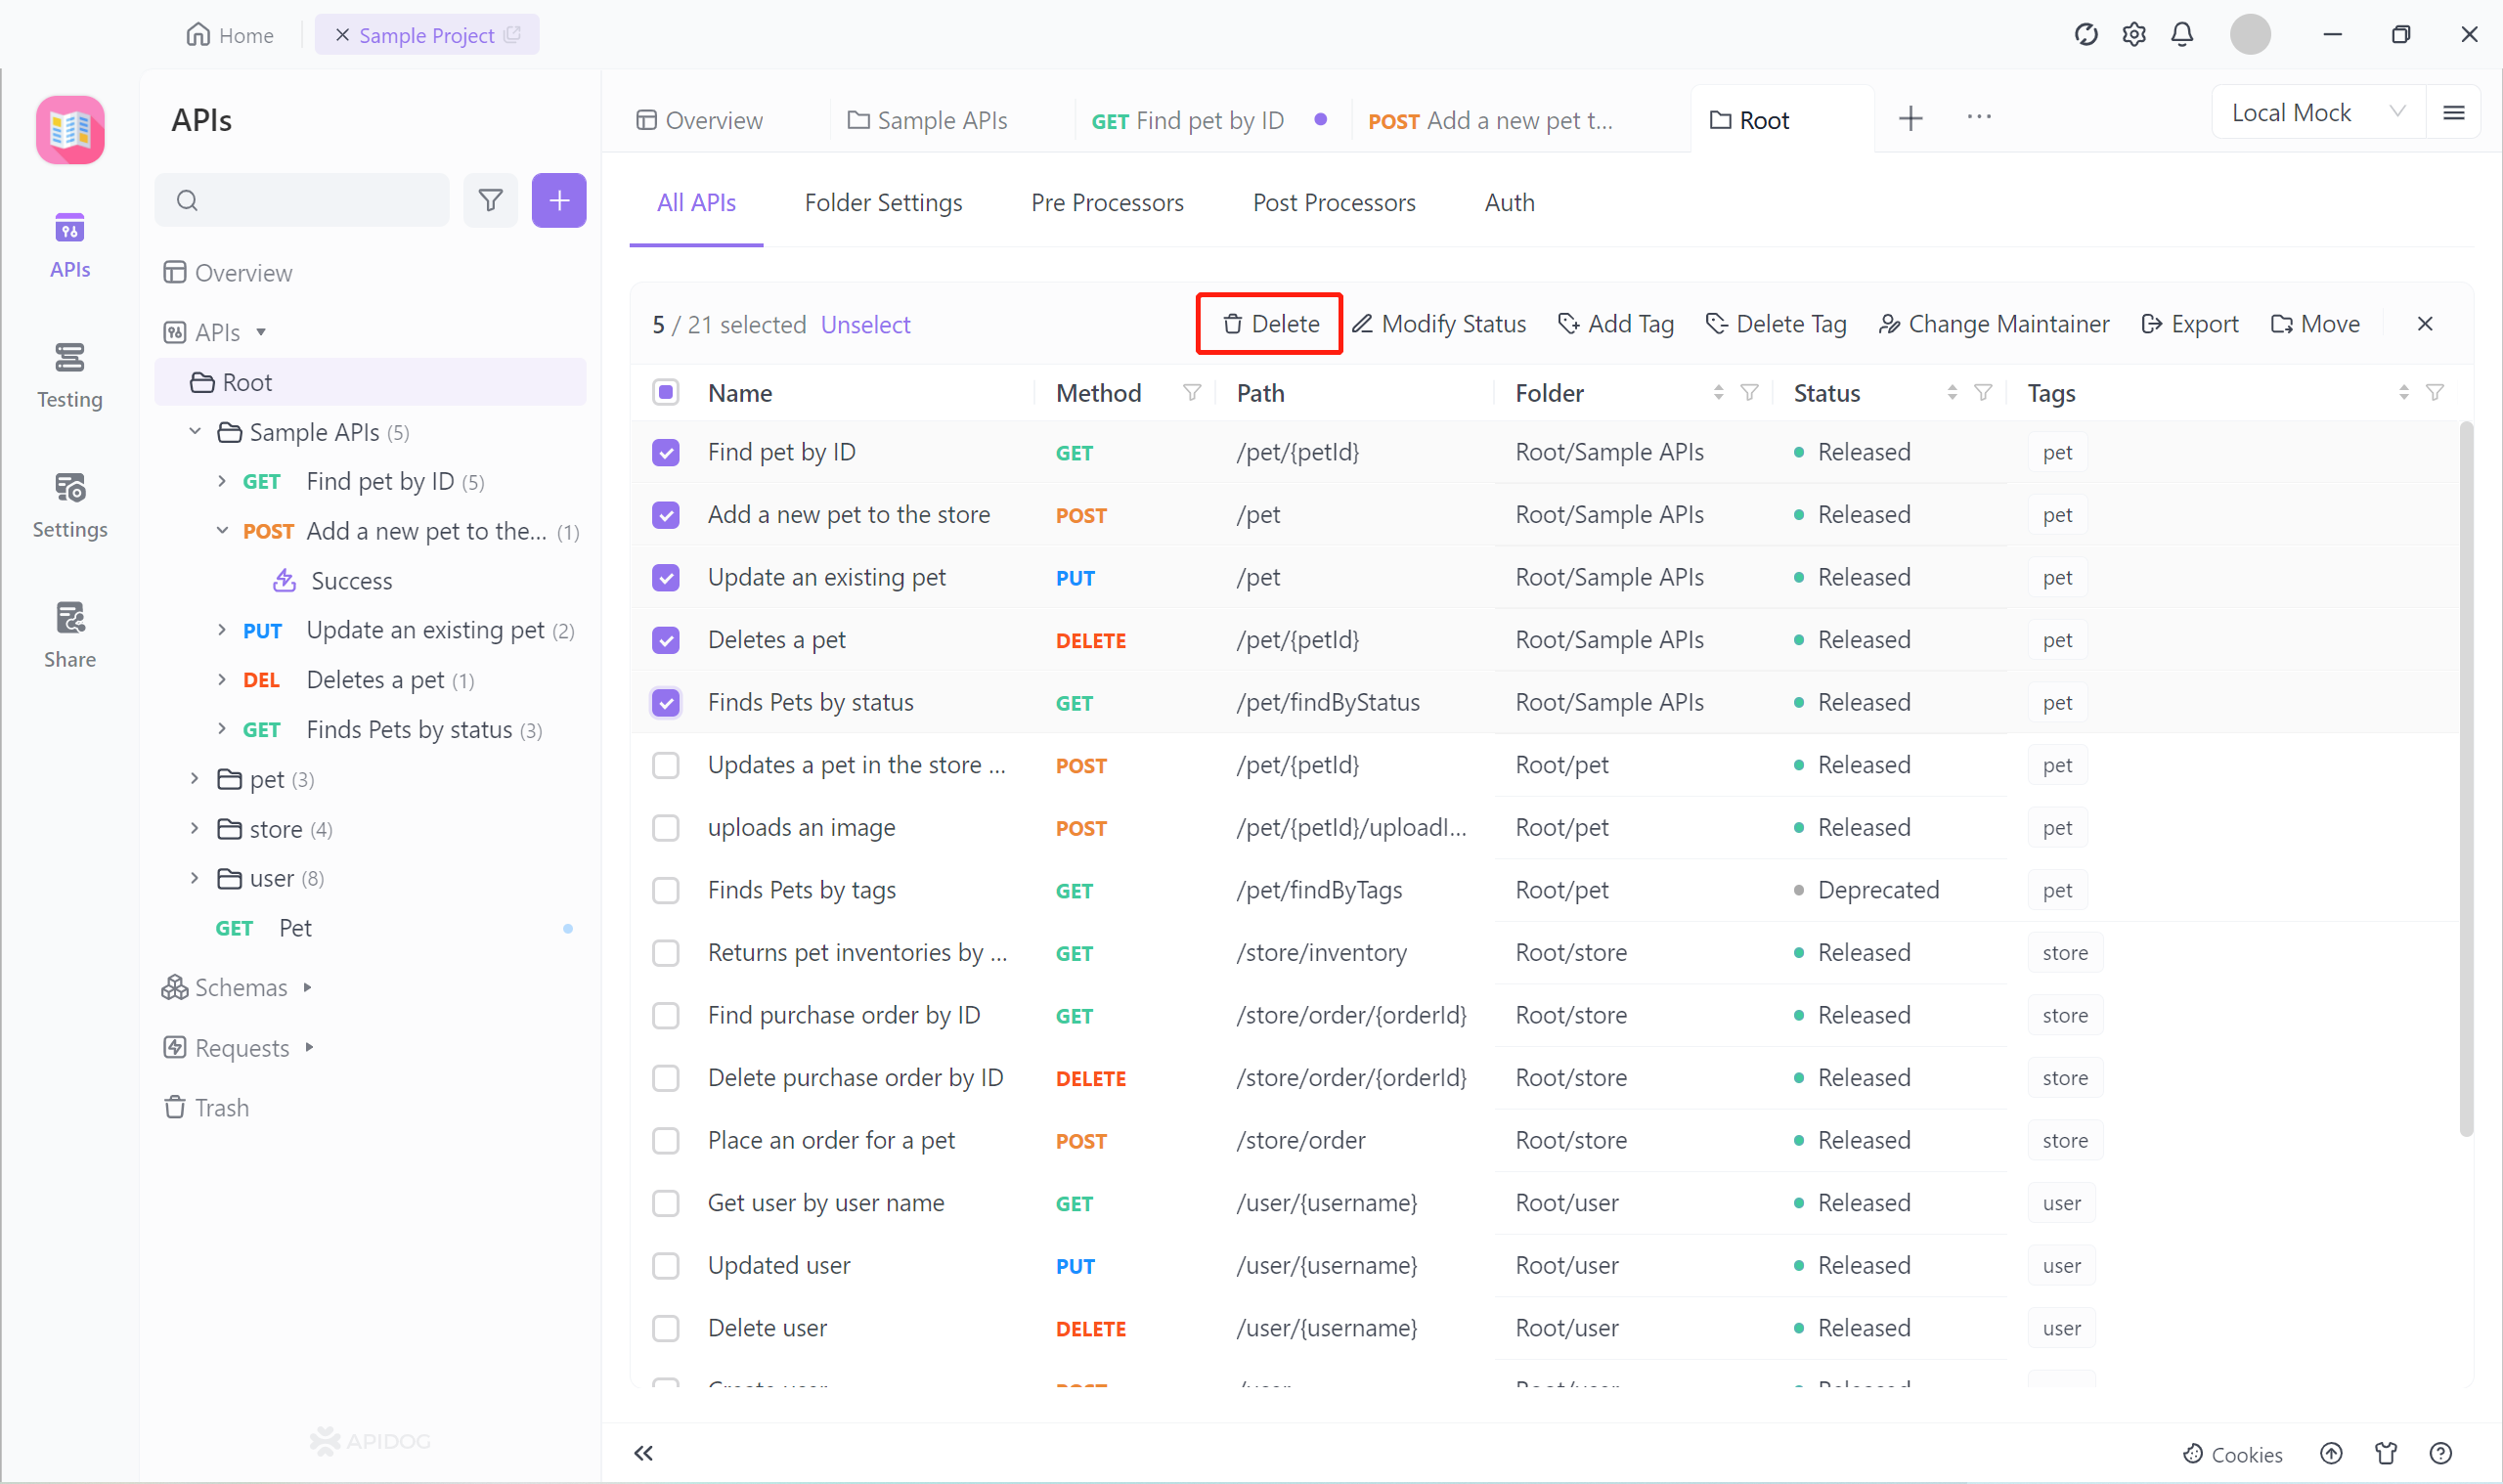 Home
Sample Project
APIs
Testing
Settings
Share
APIs
Overview
APIs
Root
Sample APIs (5)
GET Find pet by ID (5)
POST Add a new pet to the... (1)
Success
PUT Update an existing pet (2)
DEL Deletes a pet (1)
GET Finds Pets by status (3)
pet (3)
store (4)
user (8)
GET Pet
Schemas
Requests
Trash
APIDOG
Overview
Sample APIs
GET Find pet by ID
POST Add a new pet t...
Root
Local Mock
All APIs Folder Settings Pre Processors Post Processors Auth
5 / 21 selected Unselect Delete Modify Status Add Tag Delete Tag Change Maintainer Export Move
Name Method Path Folder Status Tags
Find pet by ID GET /pet/{petId} Root/Sample APIs Released pet
Add a new pet to the store POST /pet Root/Sample APIs Released pet
Update an existing pet PUT /pet Root/Sample APIs Released pet
Deletes a pet DELETE /pet/{petId} Root/Sample APIs Released pet
Finds Pets by status GET /pet/findByStatus Root/Sample APIs Released pet
Updates a pet in the store ... POST /pet/{petId} Root/pet Released pet
uploads an image POST /pet/{petId}/uploadI... Root/pet Released pet
Finds Pets by tags GET /pet/findByTags Root/pet Deprecated pet
Returns pet inventories by ... GET /store/inventory Root/store Released store
Find purchase order by ID GET /store/order/{orderId} Root/store Released store
Delete purchase order by ID DELETE /store/order/{orderId} Root/store Released store
Place an order for a pet POST /store/order Root/store Released store
Get user by user name GET /user/{username} Root/user Released user
Updated user PUT /user/{username} Root/user Released user
Delete user DELETE /user/{username} Root/user Released user
Cookies